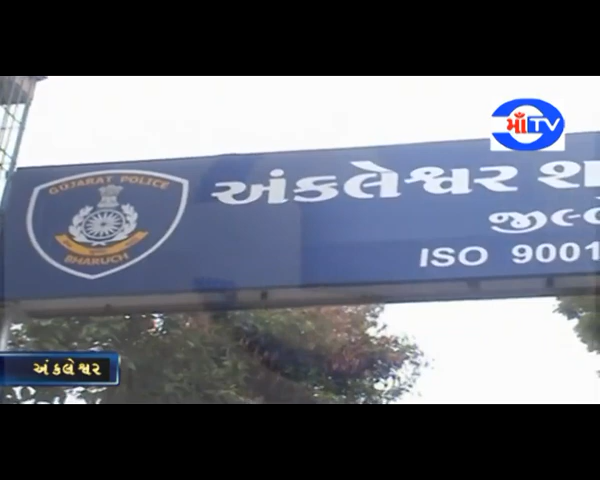 માઁ TV
GUJARAT POLICE
BHARUCH
અંકલેશ્વર શ
જીલ્
ISO 9001
અંકલેશ્વર